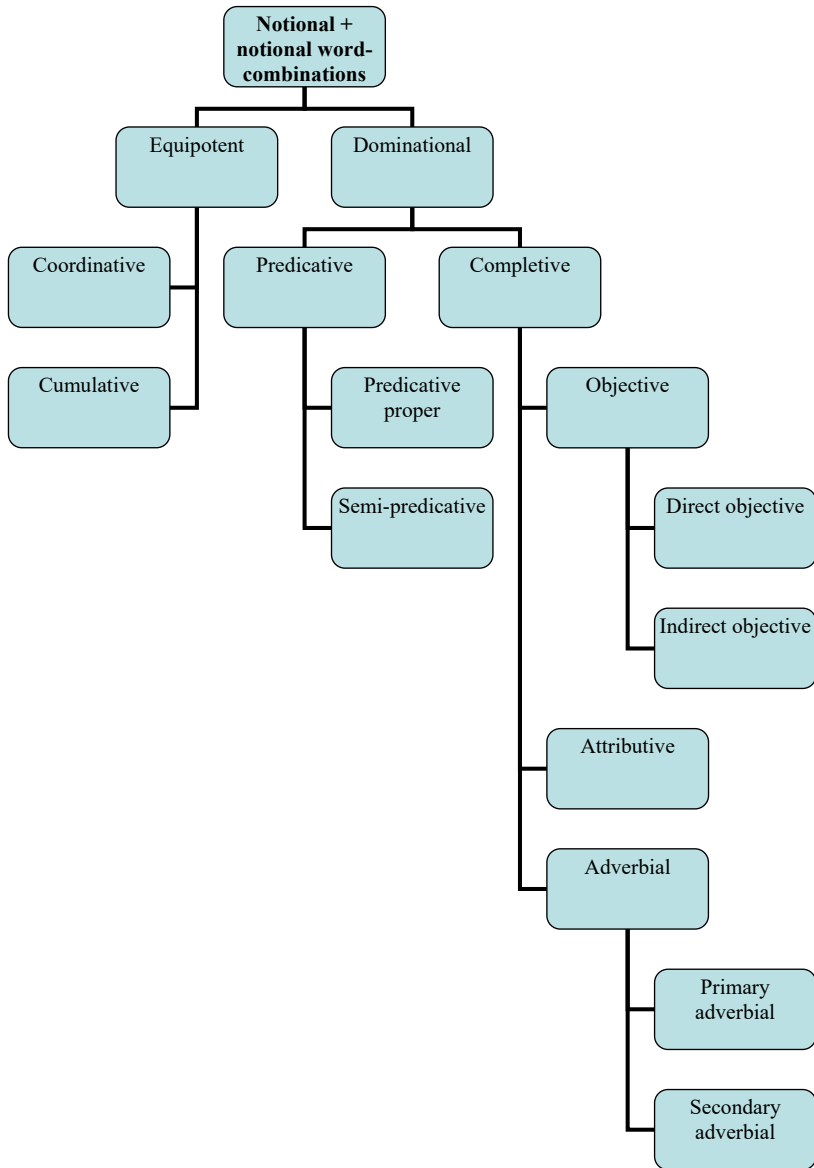 Notional +
notional word-
combinations
Equipotent
Dominational
Coordinative
Predicative
Completive
Cumulative
Predicative
proper
Objective
Semi-predicative
Direct objective
Indirect objective
Attributive
Adverbial
Primary
adverbial
Secondary
adverbial